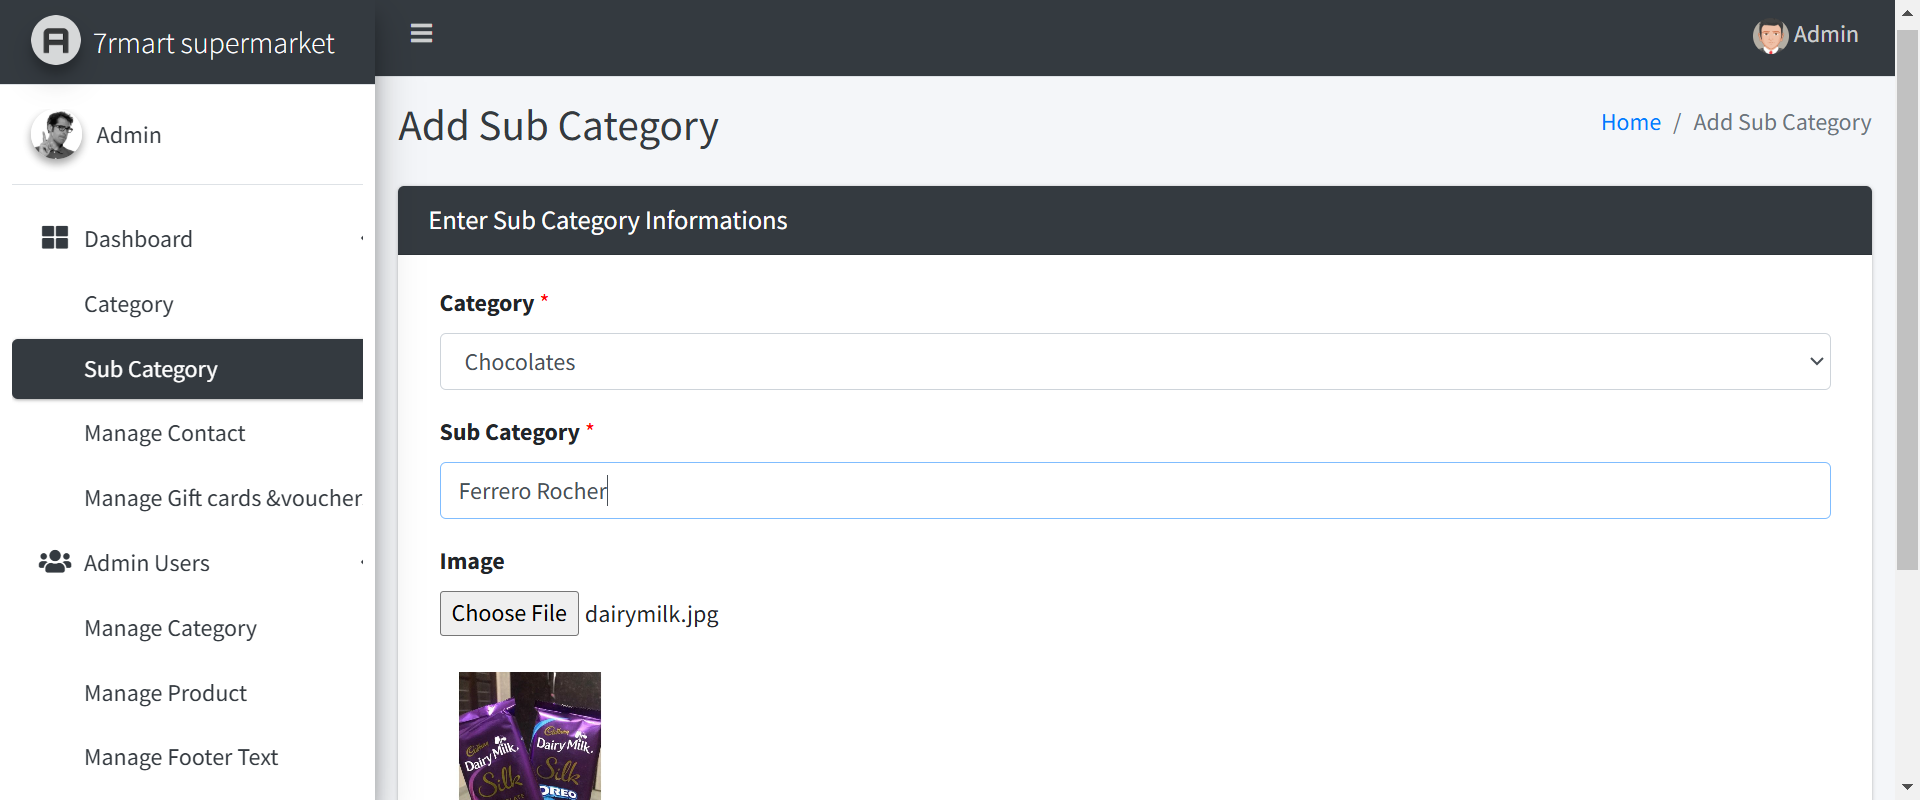 7rmart supermarket
Admin
Admin
Dashboard
Category
Sub Category
Manage Contact
Manage Gift cards &voucher
Admin Users
Manage Category
Manage Product
Manage Footer Text
Add Sub Category
Home / Add Sub Category
Enter Sub Category Informations
Category *
Chocolates
Sub Category *
Ferrero Rocher
Image
Choose File dairymilk.jpg
Cadbury
Dairy Milk
Silk
Cadbury
Dairy Milk
Silk
OREO